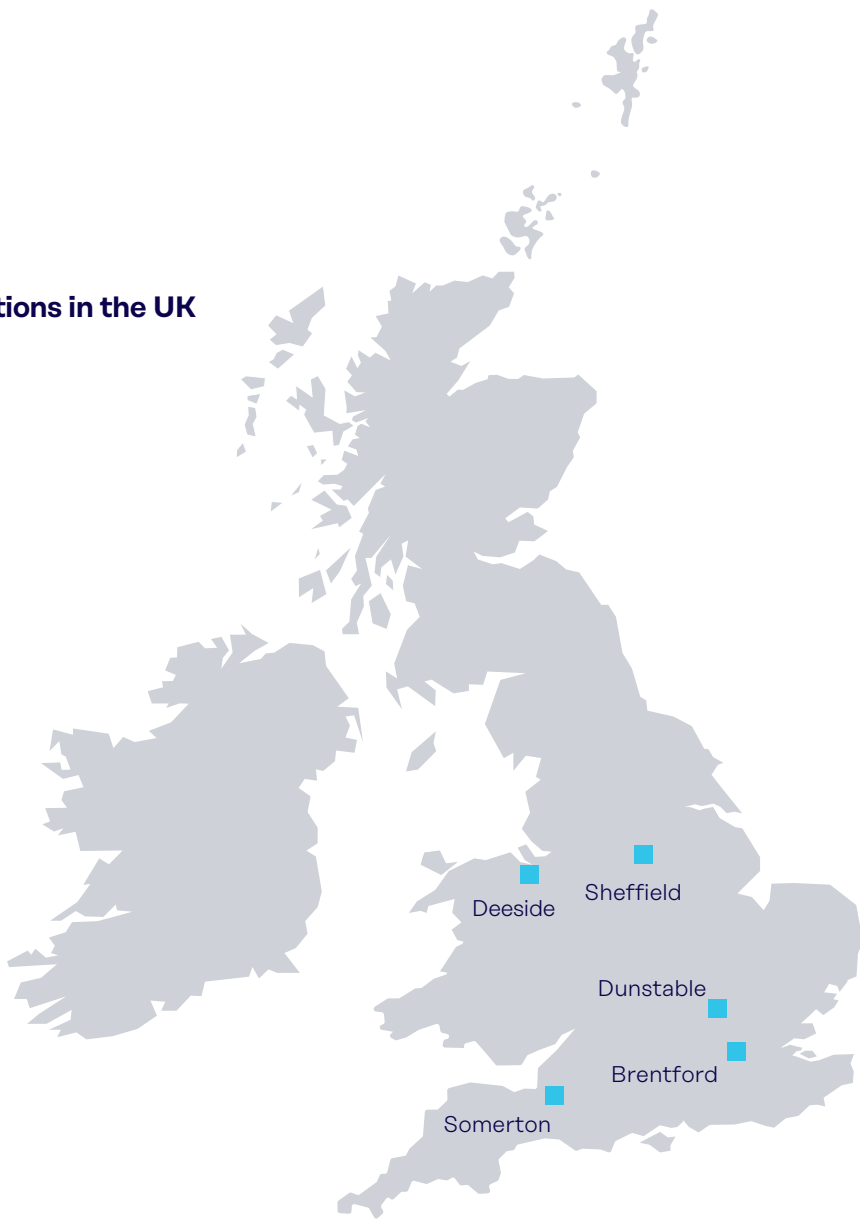 tions in the UK
Sheffield
Deeside
Dunstable
Brentford
Somerton